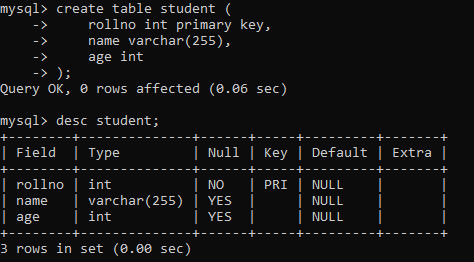 mysql> create table student (
    ->     rollno int primary key,
    ->     name varchar(255),
    ->     age int
    -> );
Query OK, 0 rows affected (0.06 sec)

mysql> desc student;
+--------+--------------+------+-----+---------+-------+
| Field  | Type         | Null | Key | Default | Extra |
+--------+--------------+------+-----+---------+-------+
| rollno | int          | NO   | PRI | NULL    |       |
| name   | varchar(255) | YES  |     | NULL    |       |
| age    | int          | YES  |     | NULL    |       |
+--------+--------------+------+-----+---------+-------+
3 rows in set (0.00 sec)